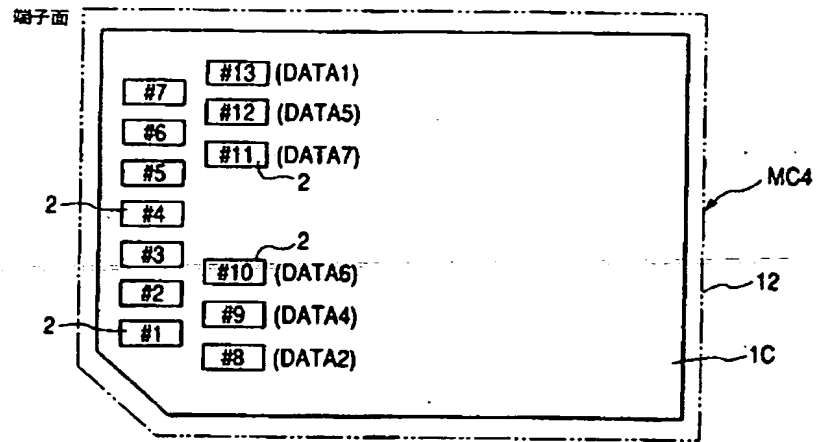 端子面
#13 (DATA1)
#7
#12 (DATA5)
#6
#11 (DATA7)
#5
2
MC4
2
#4
2
#3
#10 (DATA6)
12
#2
#9 (DATA4)
2
#1
#8 (DATA2)
1C